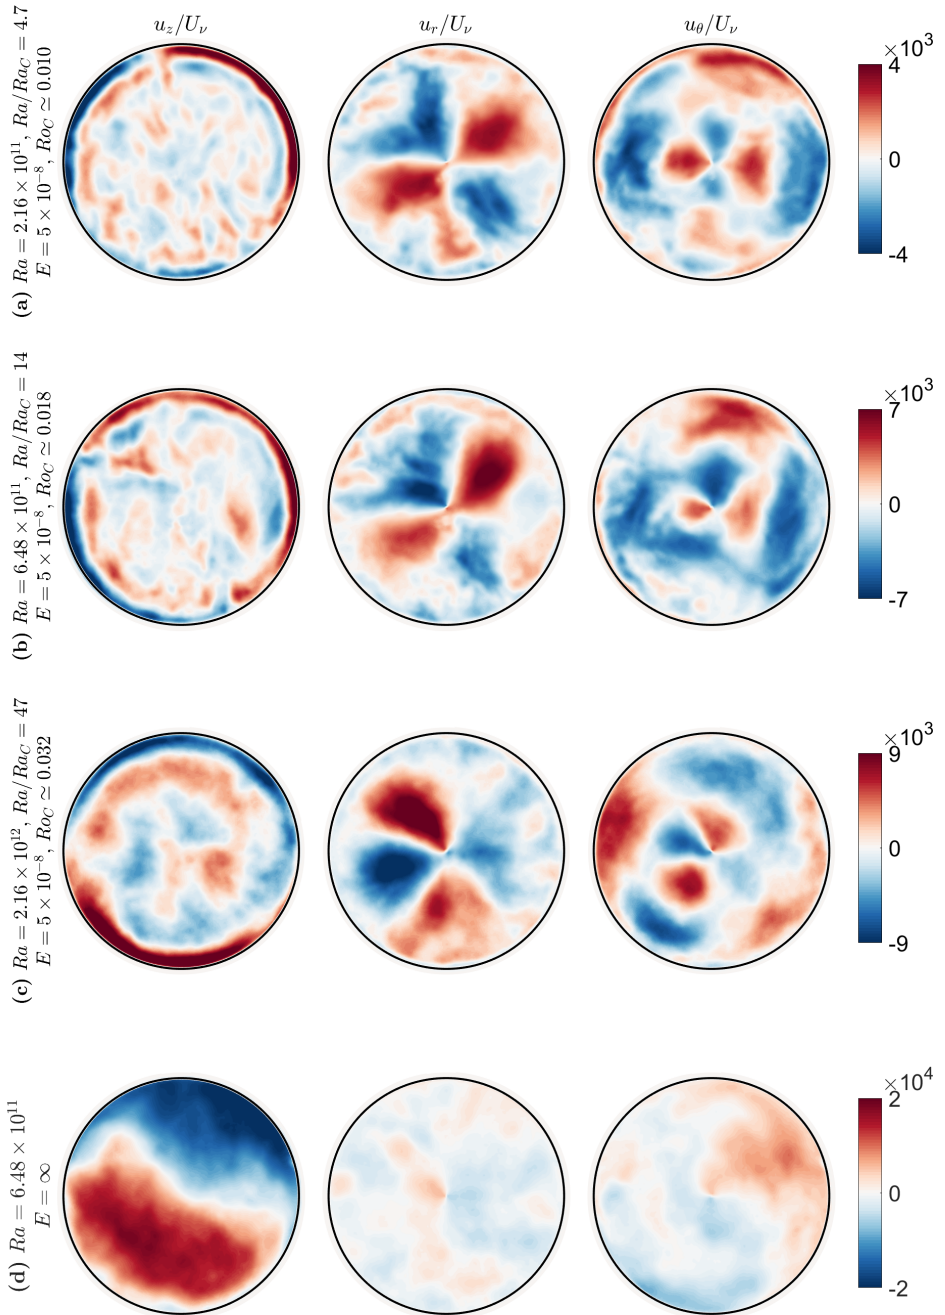 u_z/U_ν
u_r/U_ν
u_θ/U_ν
(a) Ra = 2.16 × 10^11, Ra/Ra_C = 4.7
E = 5 × 10^−8, Ro_C ≃ 0.010
×10^3
4
0
-4
(b) Ra = 6.48 × 10^11, Ra/Ra_C = 14
E = 5 × 10^−8, Ro_C ≃ 0.018
×10^3
7
0
-7
(c) Ra = 2.16 × 10^12, Ra/Ra_C = 47
E = 5 × 10^−8, Ro_C ≃ 0.032
×10^3
9
0
-9
(d) Ra = 6.48 × 10^11
E = ∞
×10^4
2
0
-2